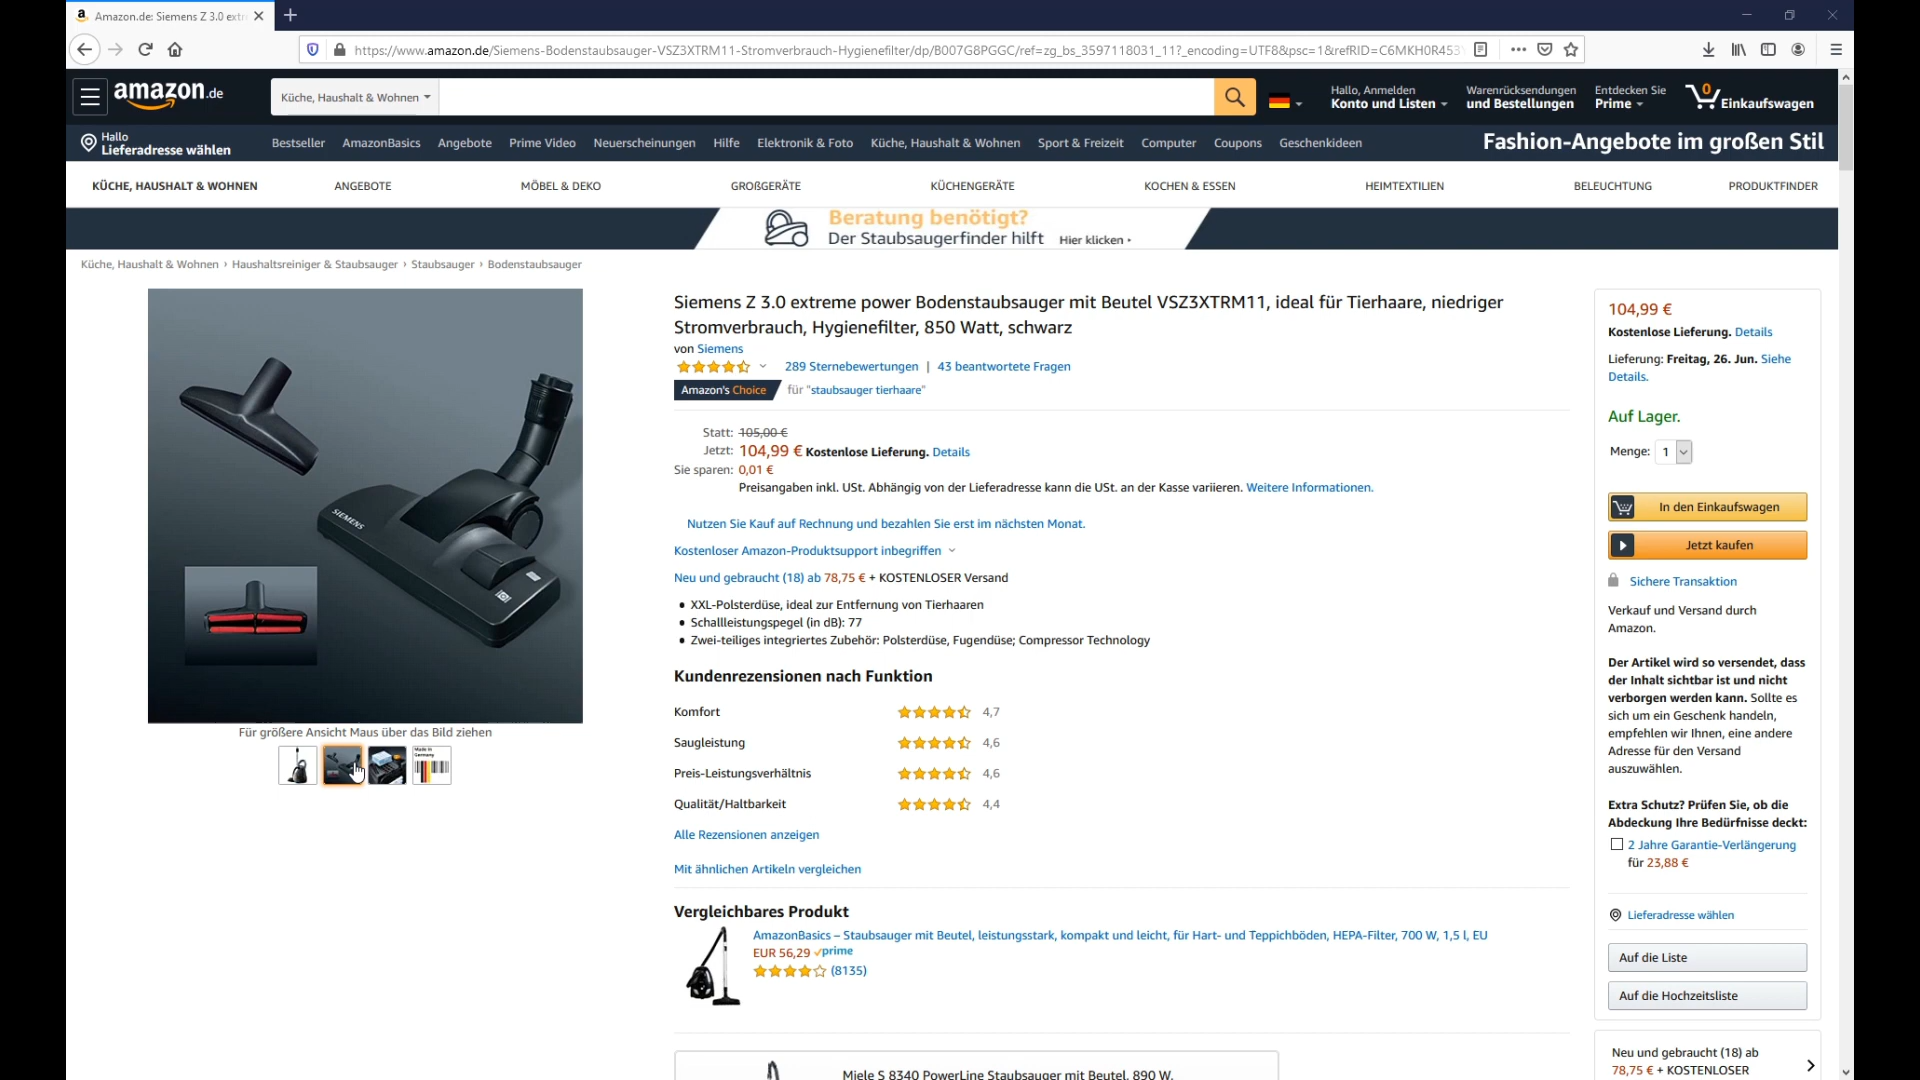 Amazon.de: Siemens Z 3.0 extre
https://www.amazon.de/Siemens-Bodenstaubsauger-VSZ3XTRM11-Stromverbrauch-Hygienefilter/dp/B007G8PGGC/ref=zg_bs_3597118031_11?_encoding=UTF8&psc=1&refRID=C6MKH0R453
amazon.de
Küche, Haushalt & Wohnen
Hallo, Anmelden
Konto und Listen
Warenrücksendungen
und Bestellungen
Entdecken Sie
Prime
0
Einkaufswagen
Hallo
Lieferadresse wählen
Bestseller AmazonBasics Angebote Prime Video Neuerscheinungen Hilfe Elektronik & Foto Küche, Haushalt & Wohnen Sport & Freizeit Computer Coupons Geschenkideen
Fashion-Angebote im großen Stil
KÜCHE, HAUSHALT & WOHNEN ANGEBOTE MÖBEL & DEKO GROßGERÄTE KÜCHENGERÄTE KOCHEN & ESSEN HEIMTEXTILIEN BELEUCHTUNG PRODUKTFINDER
Beratung benötigt?
Der Staubsaugerfinder hilft Hier klicken
Küche, Haushalt & Wohnen › Haushaltsreiniger & Staubsauger › Staubsauger › Bodenstaubsauger
SIEMENS
Für größere Ansicht Maus über das Bild ziehen
Made in
Germany
Siemens Z 3.0 extreme power Bodenstaubsauger mit Beutel VSZ3XTRM11, ideal für Tierhaare, niedriger
Stromverbrauch, Hygienefilter, 850 Watt, schwarz
von Siemens
289 Sternebewertungen | 43 beantwortete Fragen
Amazon's Choice für "staubsauger tierhaare"
Statt: 105,00 €
Jetzt: 104,99 € Kostenlose Lieferung. Details
Sie sparen: 0,01 €
Preisangaben inkl. USt. Abhängig von der Lieferadresse kann die USt. an der Kasse variieren. Weitere Informationen.
Nutzen Sie Kauf auf Rechnung und bezahlen Sie erst im nächsten Monat.
Kostenloser Amazon-Produktsupport inbegriffen
Neu und gebraucht (18) ab 78,75 € + KOSTENLOSER Versand
• XXL-Polsterdüse, ideal zur Entfernung von Tierhaaren
• Schallleistungspegel (in dB): 77
• Zwei-teiliges integriertes Zubehör: Polsterdüse, Fugendüse; Compressor Technology
Kundenrezensionen nach Funktion
Komfort 4,7
Saugleistung 4,6
Preis-Leistungsverhältnis 4,6
Qualität/Haltbarkeit 4,4
Alle Rezensionen anzeigen
Mit ähnlichen Artikeln vergleichen
Vergleichbares Produkt
AmazonBasics – Staubsauger mit Beutel, leistungsstark, kompakt und leicht, für Hart- und Teppichböden, HEPA-Filter, 700 W, 1,5 l, EU
EUR 56,29 prime
(8135)
Miele S 8340 PowerLine Staubsauger mit Beutel, 890 W,
104,99 €
Kostenlose Lieferung. Details
Lieferung: Freitag, 26. Jun. Siehe
Details.
Auf Lager.
Menge: 1
In den Einkaufswagen
Jetzt kaufen
Sichere Transaktion
Verkauf und Versand durch
Amazon.
Der Artikel wird so versendet, dass
der Inhalt sichtbar ist und nicht
verborgen werden kann. Sollte es
sich um ein Geschenk handeln,
empfehlen wir Ihnen, eine andere
Adresse für den Versand
auszuwählen.
Extra Schutz? Prüfen Sie, ob die
Abdeckung Ihre Bedürfnisse deckt:
2 Jahre Garantie-Verlängerung
für 23,88 €
Lieferadresse wählen
Auf die Liste
Auf die Hochzeitsliste
Neu und gebraucht (18) ab
78,75 € + KOSTENLOSER